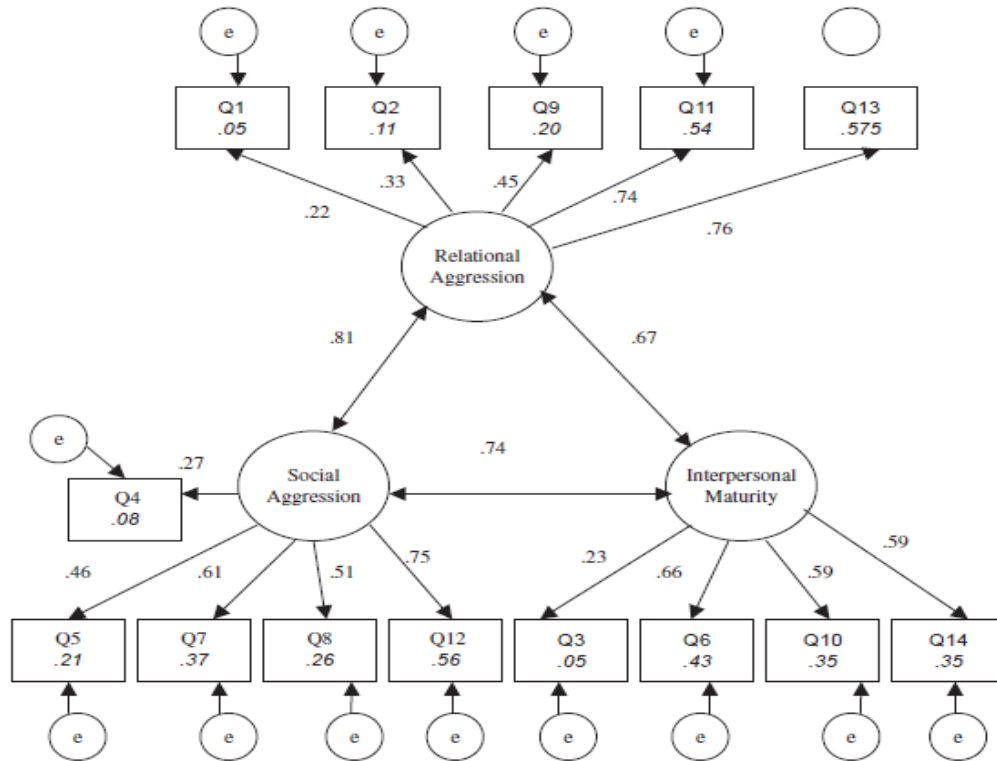 e e e e
Q1 Q2 Q9 Q11 Q13
.05 .11 .20 .54 .575
.22 .33 .45 .74 .76
Relational
Aggression
.81 .67
e
.27 .74
Social Interpersonal
Aggression Maturity
Q4
.08
.46 .61 .51 .75 .23 .66 .59 .59
Q5 Q7 Q8 Q12 Q3 Q6 Q10 Q14
.21 .37 .26 .56 .05 .43 .35 .35
e e e e e e e e